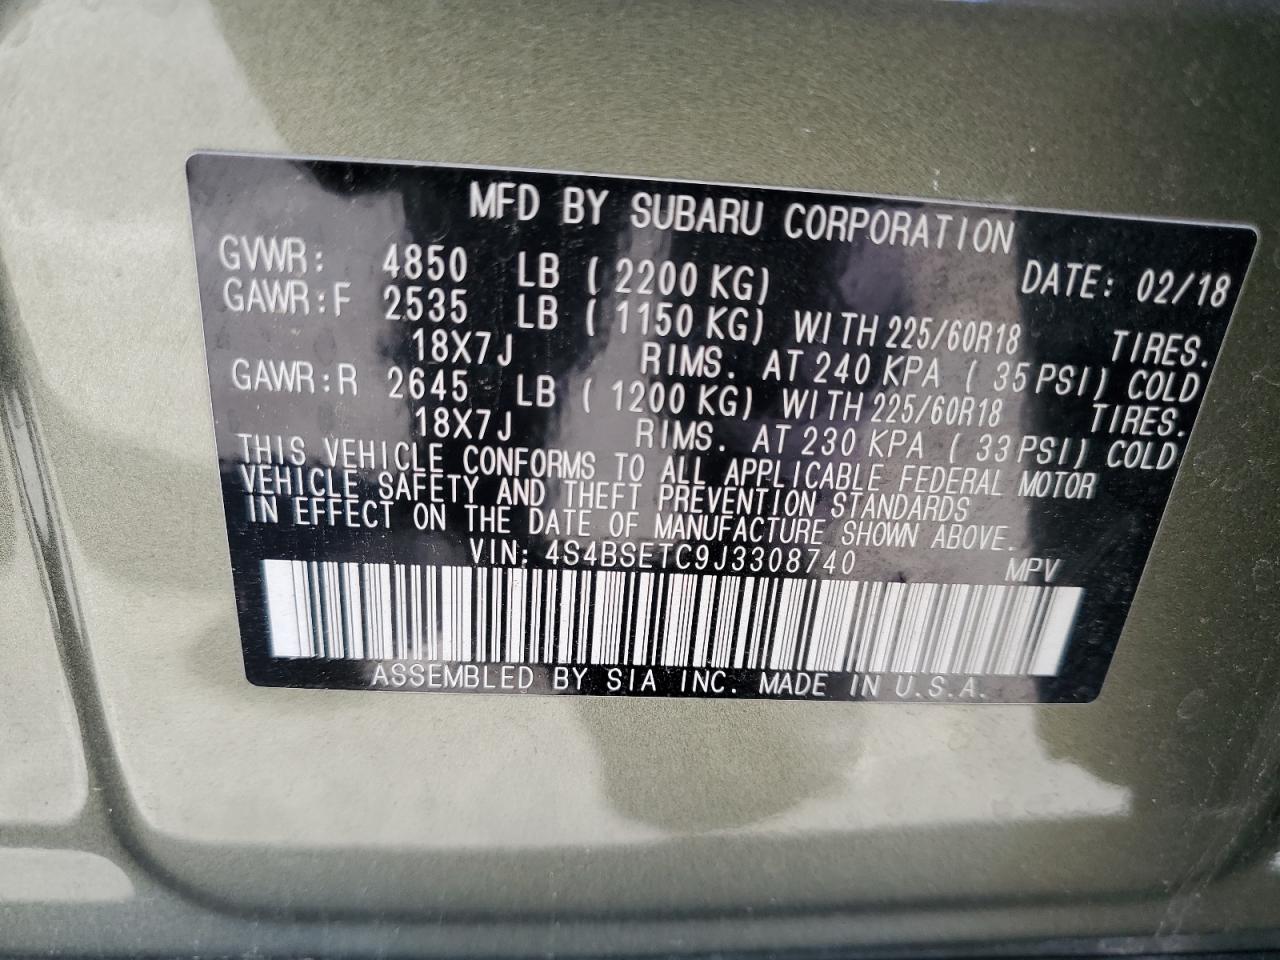 MFD BY SUBARU CORPORATION
GVWR: 4850 LB ( 2200 KG) DATE: 02/18
GAWR:F 2535 LB ( 1150 KG) WITH 225/60R18 TIRES.
18X7J RIMS. AT 240 KPA ( 35 PSI) COLD
GAWR:R 2645 LB ( 1200 KG) WITH 225/60R18 TIRES.
18X7J RIMS. AT 230 KPA ( 33 PSI) COLD
THIS VEHICLE CONFORMS TO ALL APPLICABLE FEDERAL MOTOR
VEHICLE SAFETY AND THEFT PREVENTION STANDARDS
IN EFFECT ON THE DATE OF MANUFACTURE SHOWN ABOVE.
VIN: 4S4BSETC9J3308740 MPV
ASSEMBLED BY SIA INC. MADE IN U.S.A.